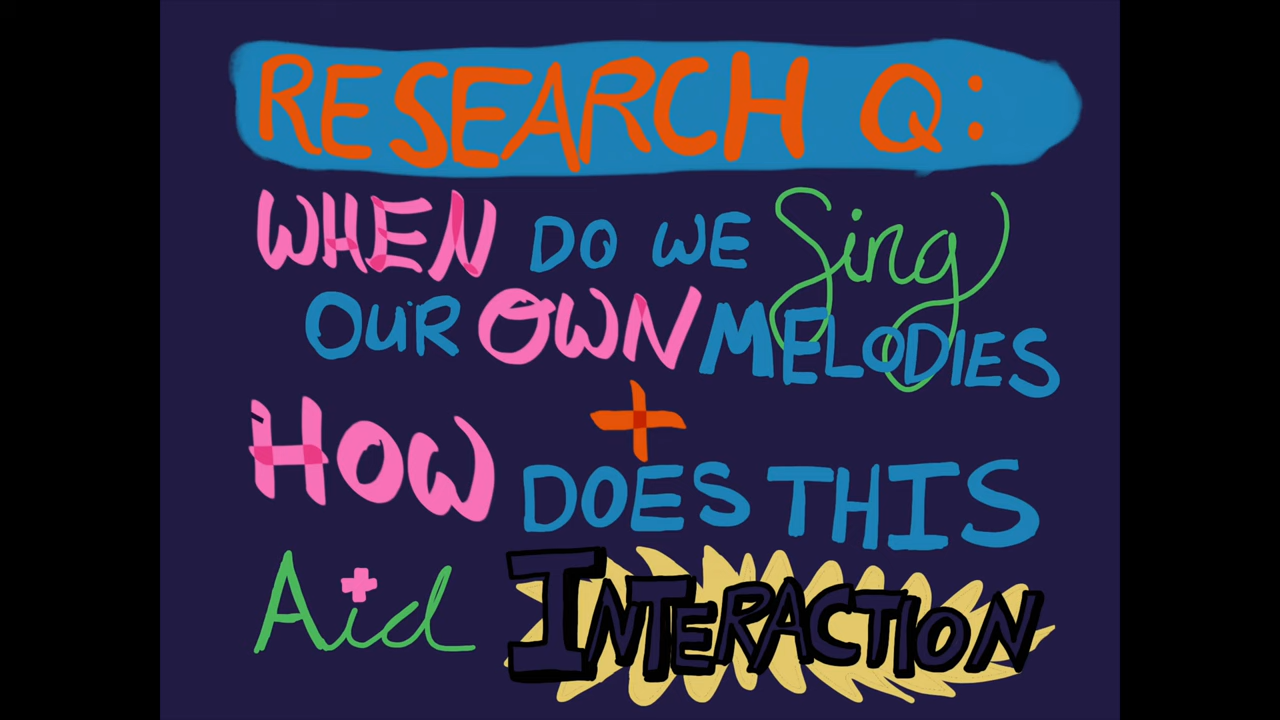 RESEARCH Q:
WHEN DO WE Sing
OUR OWN MELODIES
+
HOW DOES THIS
Aid INTERACTION